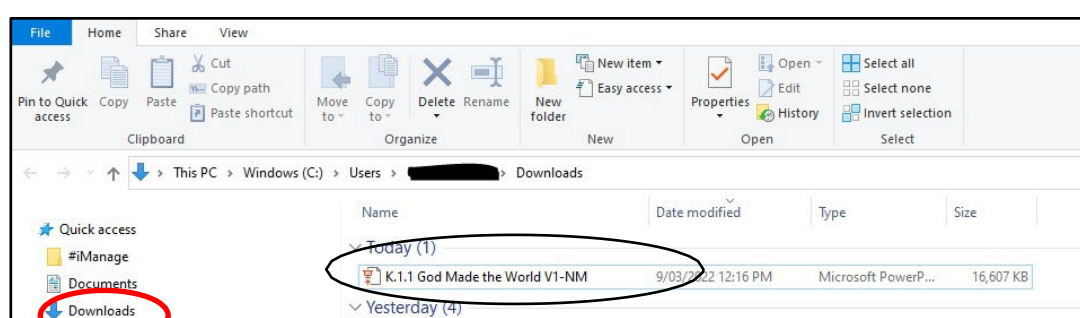 File Home Share View
Pin to Quick access
Copy
Paste
Cut
Copy path
Paste shortcut
Clipboard
Move to
Copy to
Delete
Rename
Organize
New folder
New item
Easy access
New
Properties
Open
Edit
History
Open
Select all
Select none
Invert selection
Select
This PC > Windows (C:) > Users > > Downloads
Name Date modified Type Size
Quick access
#iManage
Documents
Downloads
Today (1)
K.1.1 God Made the World V1-NM 9/03/2022 12:16 PM Microsoft PowerP... 16,607 KB
Yesterday (4)